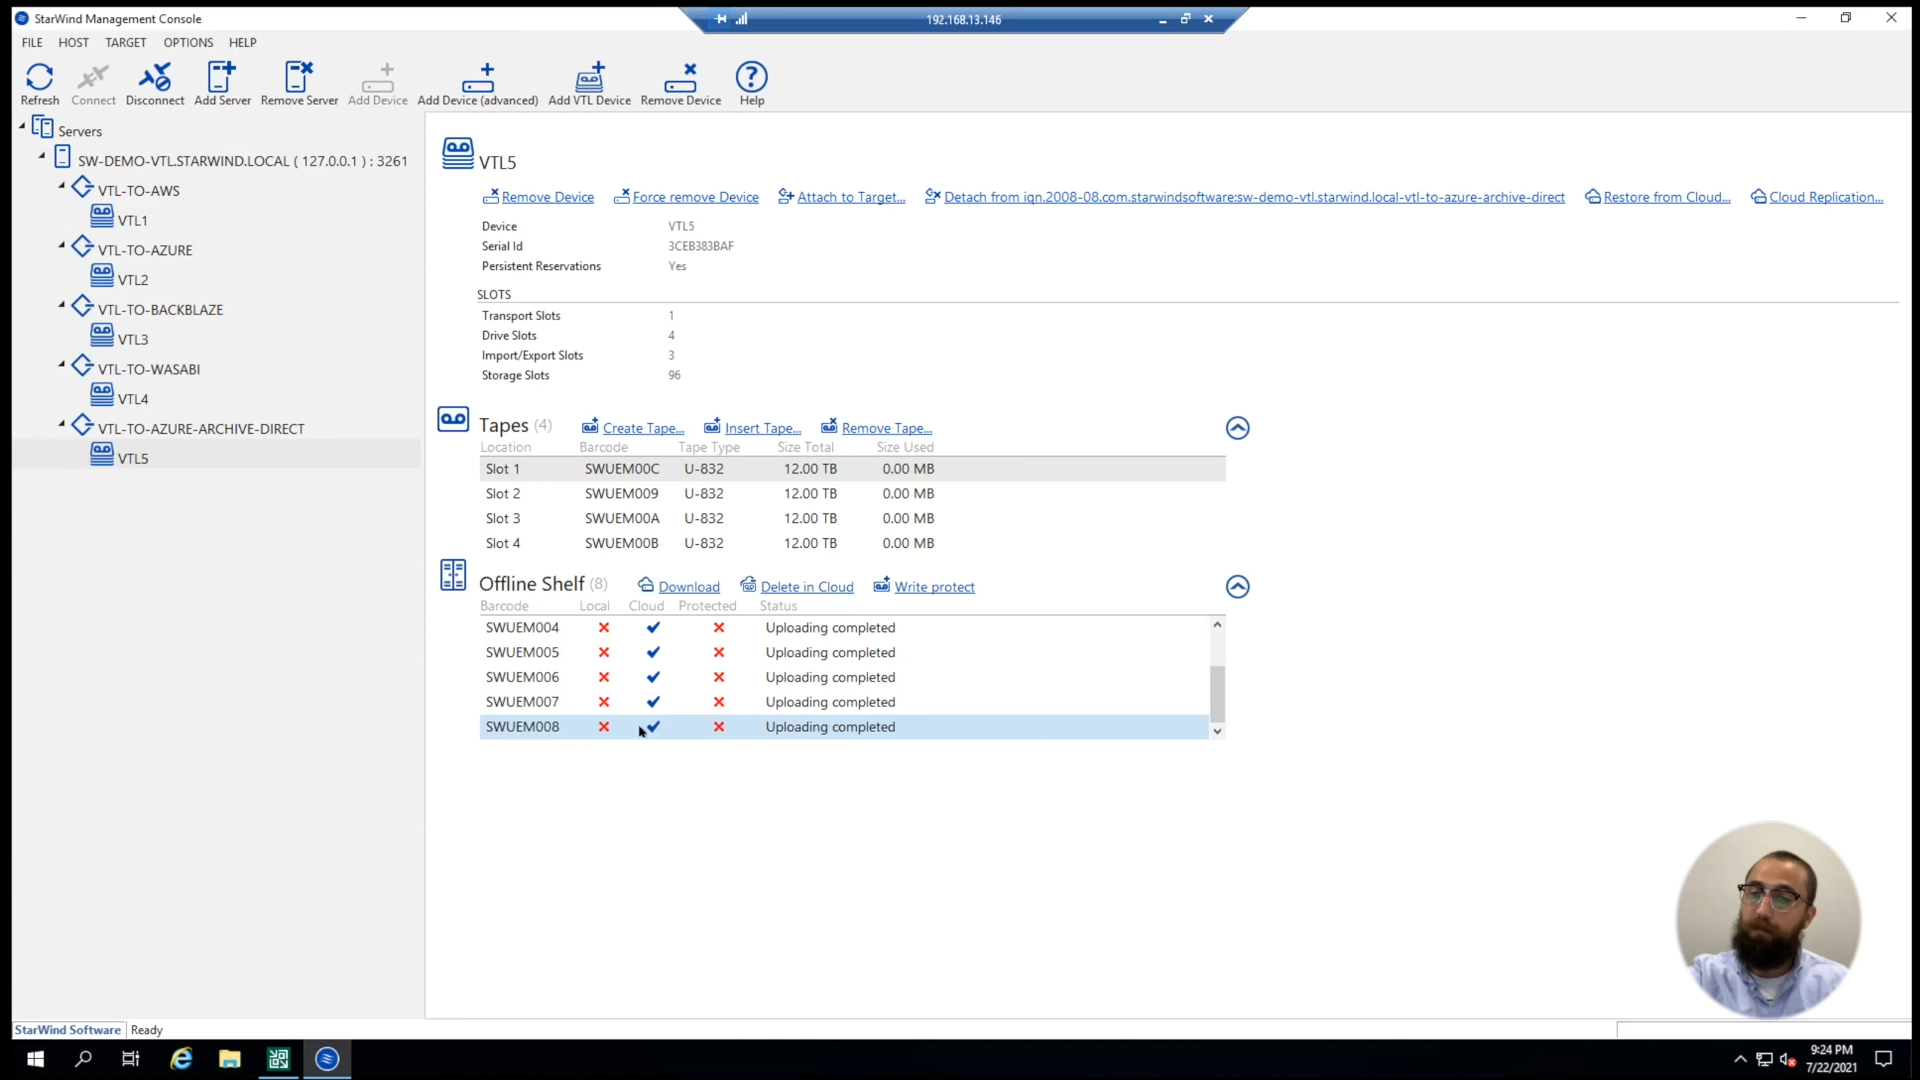 StarWind Management Console
192.168.13.146
FILE HOST TARGET OPTIONS HELP
Refresh Connect Disconnect Add Server Remove Server Add Device Add Device (advanced) Add VTL Device Remove Device Help
Servers
SW-DEMO-VTL.STARWIND.LOCAL ( 127.0.0.1 ) : 3261
VTL-TO-AWS
VTL1
VTL-TO-AZURE
VTL2
VTL-TO-BACKBLAZE
VTL3
VTL-TO-WASABI
VTL4
VTL-TO-AZURE-ARCHIVE-DIRECT
VTL5
VTL5
Remove Device Force remove Device Attach to Target... Detach from iqn.2008-08.com.starwindsoftware:sw-demo-vtl.starwind.local-vtl-to-azure-archive-direct Restore from Cloud... Cloud Replication...
Device VTL5
Serial Id 3CEB383BAF
Persistent Reservations Yes
SLOTS
Transport Slots 1
Drive Slots 4
Import/Export Slots 3
Storage Slots 96
Tapes (4) Create Tape... Insert Tape... Remove Tape...
Location Barcode Tape Type Size Total Size Used
Slot 1 SWUEM00C U-832 12.00 TB 0.00 MB
Slot 2 SWUEM009 U-832 12.00 TB 0.00 MB
Slot 3 SWUEM00A U-832 12.00 TB 0.00 MB
Slot 4 SWUEM00B U-832 12.00 TB 0.00 MB
Offline Shelf (8) Download Delete in Cloud Write protect
Barcode Local Cloud Protected Status
SWUEM004 Uploading completed
SWUEM005 Uploading completed
SWUEM006 Uploading completed
SWUEM007 Uploading completed
SWUEM008 Uploading completed
StarWind Software Ready
9:24 PM
7/22/2021